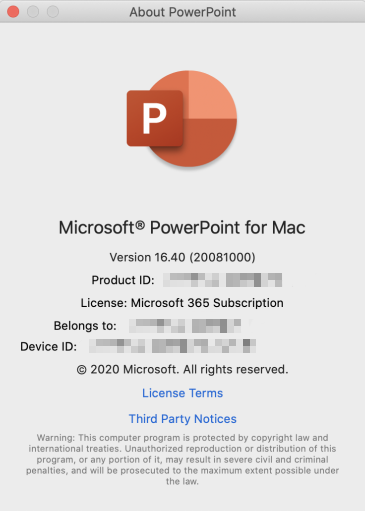 About PowerPoint
P
Microsoft® PowerPoint for Mac
Version 16.40 (20081000)
Product ID:
License: Microsoft 365 Subscription
Belongs to:
Device ID:
© 2020 Microsoft. All rights reserved.
License Terms
Third Party Notices
Warning: This computer program is protected by copyright law and
international treaties. Unauthorized reproduction or distribution of this
program, or any portion of it, may result in severe civil and criminal
penalties, and will be prosecuted to the maximum extent possible under
the law.